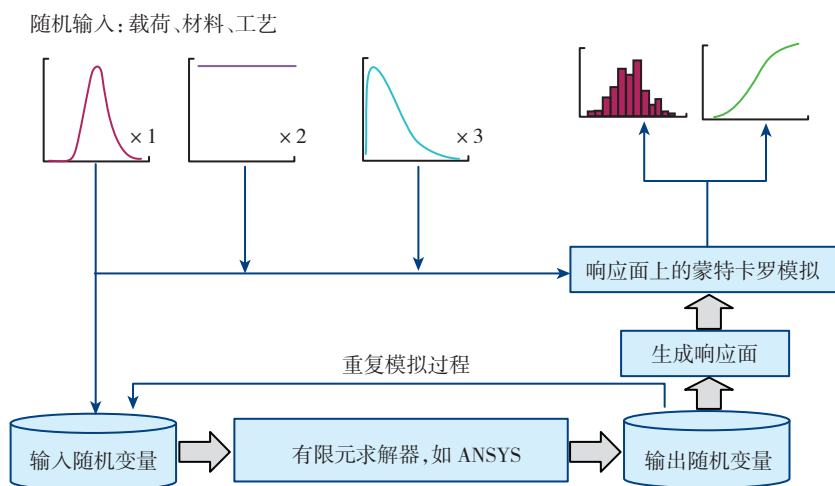 随机输入:载荷、材料、工艺
×1
×2
×3
响应面上的蒙特卡罗模拟
生成响应面
重复模拟过程
输入随机变量
有限元求解器,如 ANSYS
输出随机变量